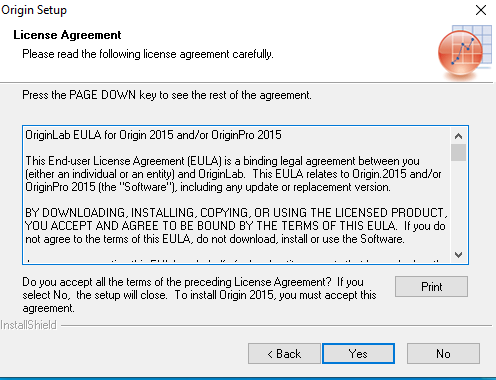 Origin Setup
License Agreement
Please read the following license agreement carefully.
Press the PAGE DOWN key to see the rest of the agreement.
OriginLab EULA for Origin 2015 and/or OriginPro 2015
This End-user License Agreement (EULA) is a binding legal agreement between you
(either an individual or an entity) and OriginLab.  This EULA relates to Origin.2015 and/or
OriginPro 2015 (the "Software"), including any update or replacement version.
BY DOWNLOADING, INSTALLING, COPYING, OR USING THE LICENSED PRODUCT,
YOU ACCEPT AND AGREE TO BE BOUND BY THE TERMS OF THIS EULA.  If you do
not agree to the terms of this EULA, do not download, install or use the Software.
Do you accept all the terms of the preceding License Agreement?  If you
select No,  the setup will close.  To install Origin 2015, you must accept this
agreement.
Print
InstallShield
< Back
Yes
No